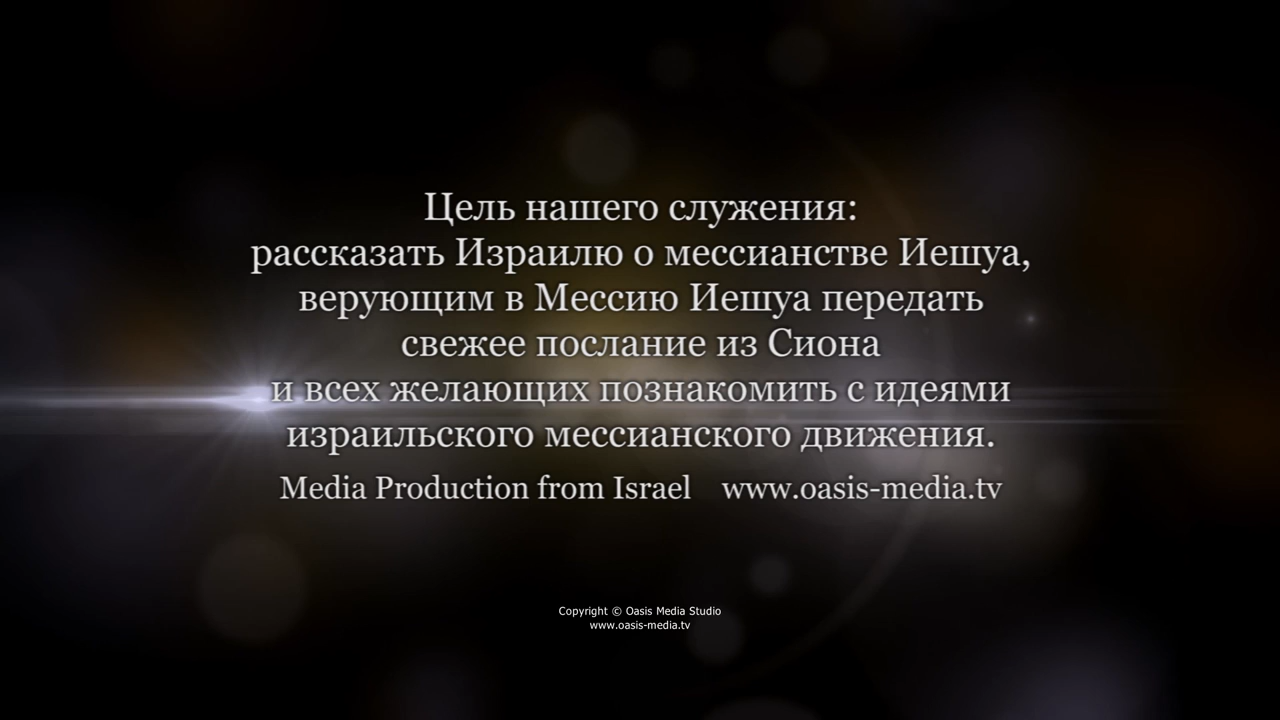 Цель нашего служения:
рассказать Израилю о мессианстве Иешуа,
верующим в Мессию Иешуа передать
свежее послание из Сиона
и всех желающих познакомить с идеями
израильского мессианского движения.
Media Production from Israel www.oasis-media.tv
Copyright © Oasis Media Studio
www.oasis-media.tv